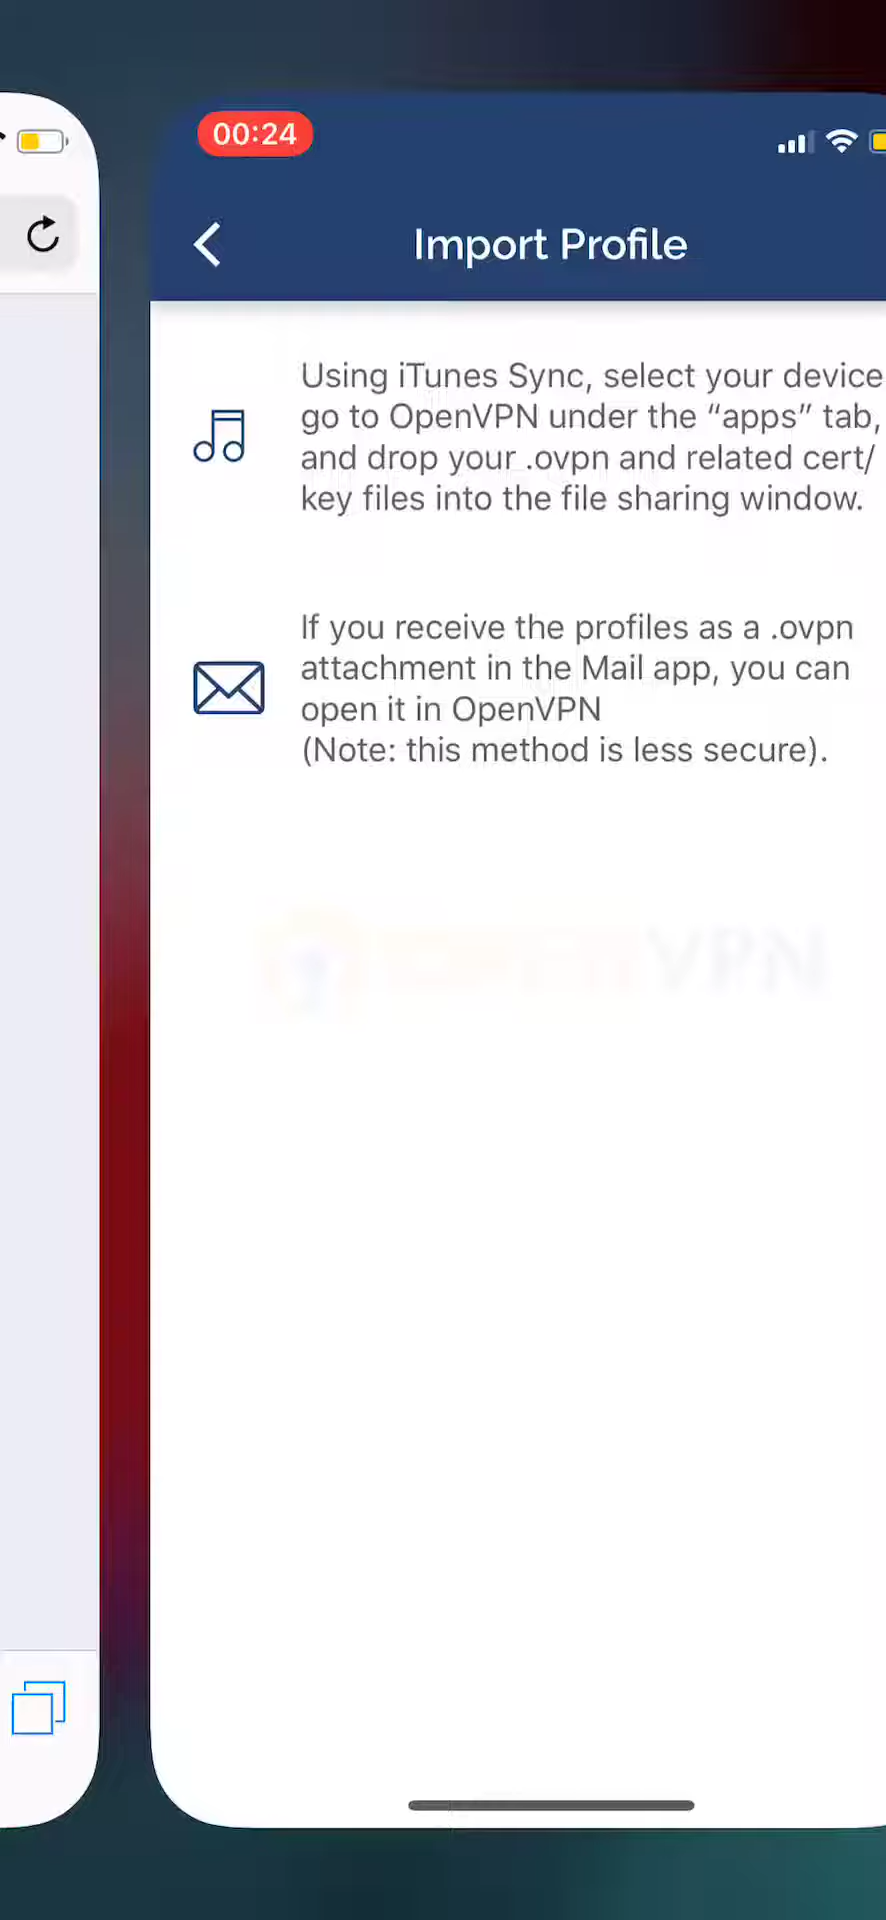 00:24
Import Profile
Using iTunes Sync, select your device
go to OpenVPN under the “apps” tab,
and drop your .ovpn and related cert/
key files into the file sharing window.
If you receive the profiles as a .ovpn
attachment in the Mail app, you can
open it in OpenVPN
(Note: this method is less secure).
VPN